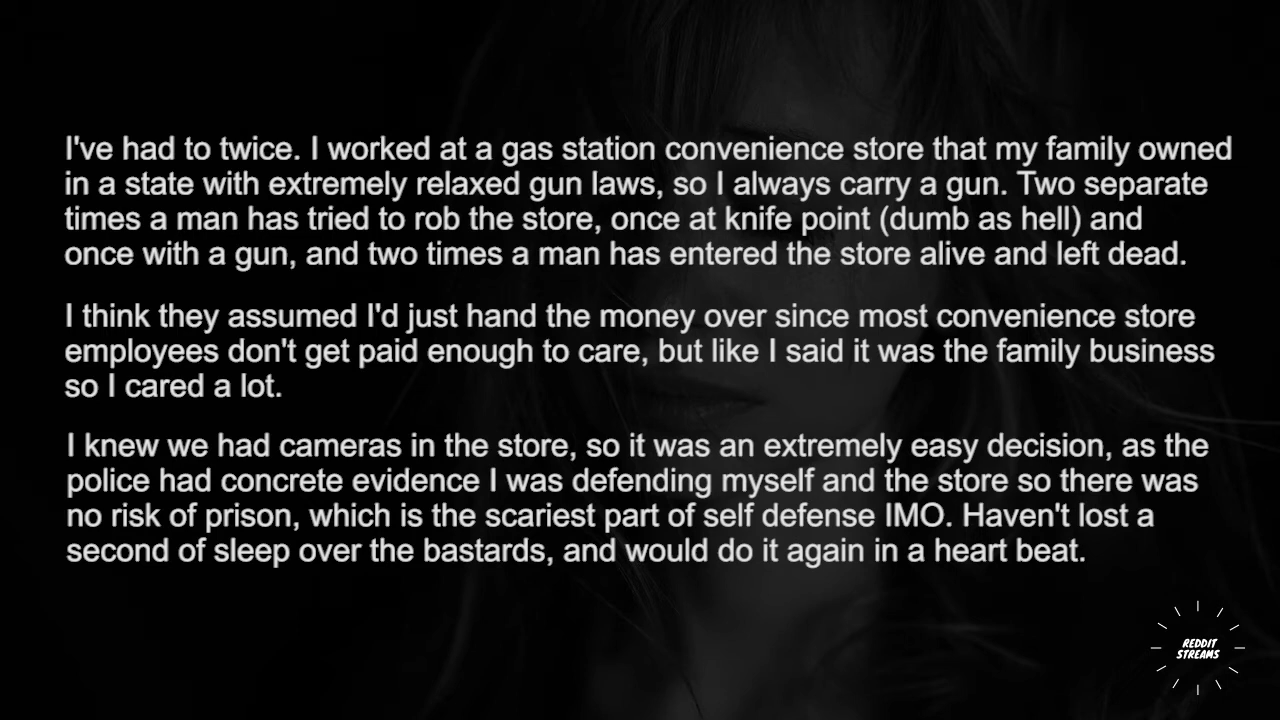 I've had to twice. I worked at a gas station convenience store that my family owned
in a state with extremely relaxed gun laws, so I always carry a gun. Two separate
times a man has tried to rob the store, once at knife point (dumb as hell) and
once with a gun, and two times a man has entered the store alive and left dead.
I think they assumed I'd just hand the money over since most convenience store
employees don't get paid enough to care, but like I said it was the family business
so I cared a lot.
I knew we had cameras in the store, so it was an extremely easy decision, as the
police had concrete evidence I was defending myself and the store so there was
no risk of prison, which is the scariest part of self defense IMO. Haven't lost a
second of sleep over the bastards, and would do it again in a heart beat.
REDDIT
STREAMS